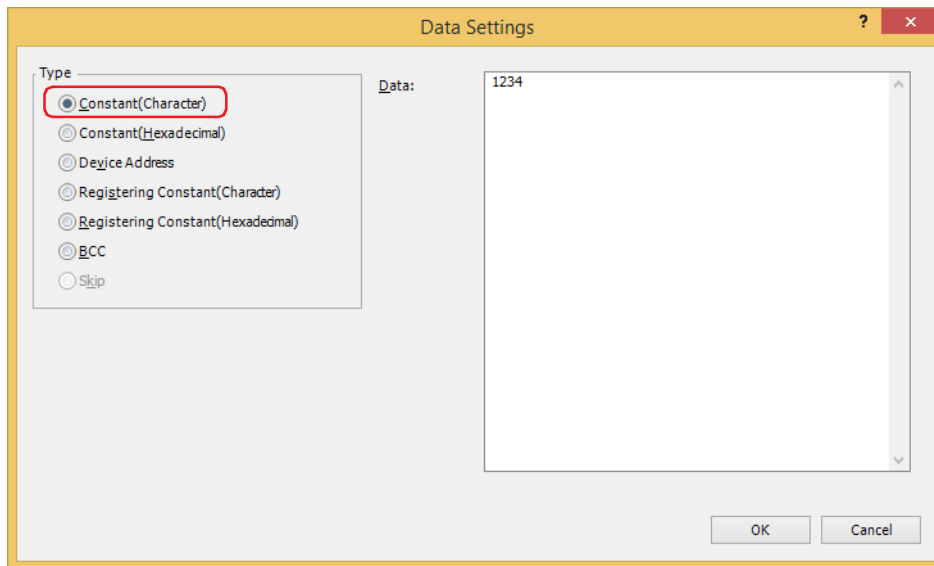 Data Settings
?
×
Type
Constant(Character)
Constant(Hexadecimal)
Device Address
Registering Constant(Character)
Registering Constant(Hexadecimal)
BCC
Skip
Data:
1234
OK
Cancel